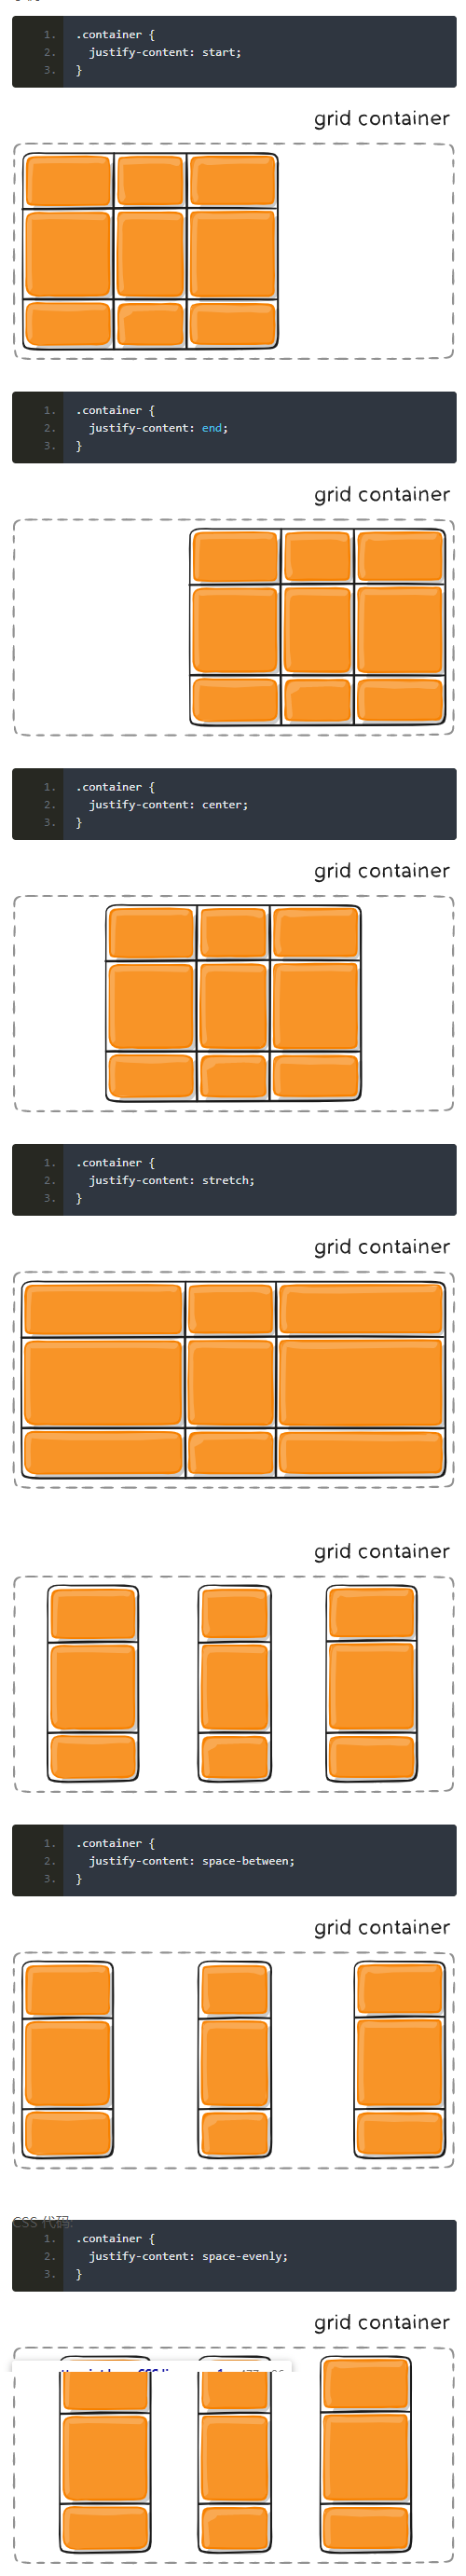 1. .container {
2. justify-content: start;
3. }
grid container
1. .container {
2. justify-content: end;
3. }
grid container
1. .container {
2. justify-content: center;
3. }
grid container
1. .container {
2. justify-content: stretch;
3. }
grid container
grid container
1. .container {
2. justify-content: space-between;
3. }
grid container
CSS 代码:
1. .container {
2. justify-content: space-evenly;
3. }
grid container